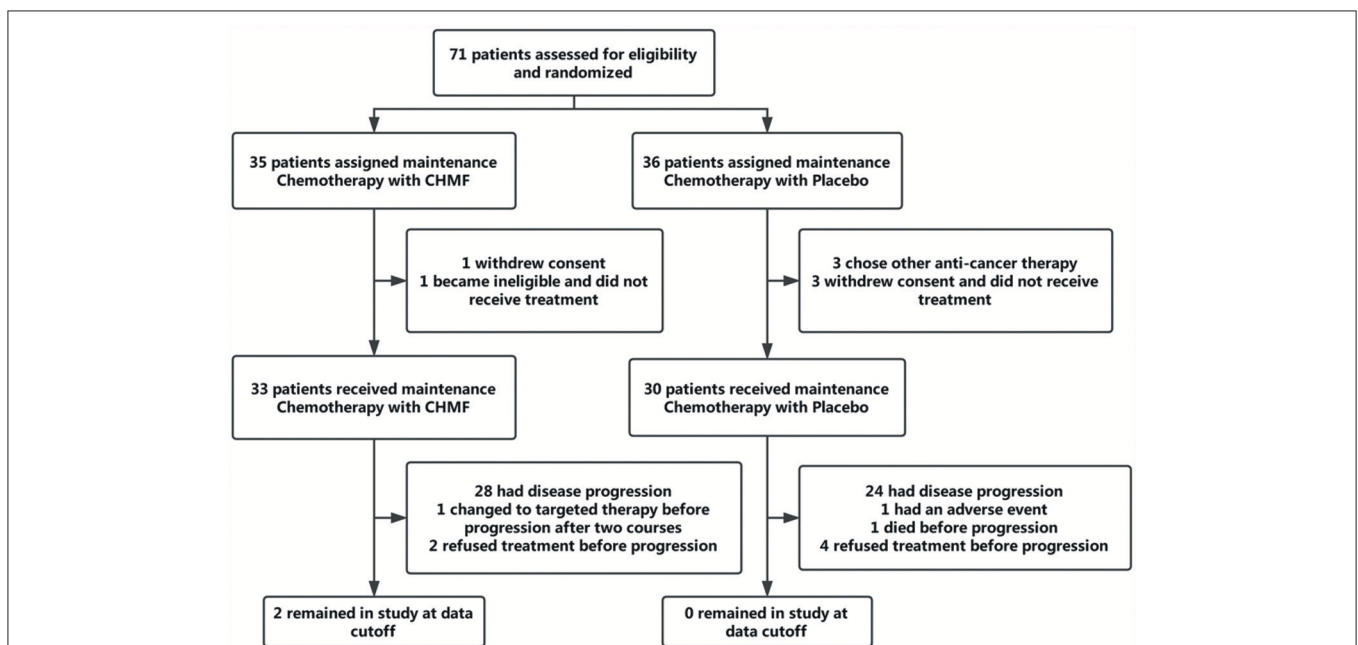 71 patients assessed for eligibility
and randomized
35 patients assigned maintenance
Chemotherapy with CHMF
36 patients assigned maintenance
Chemotherapy with Placebo
1 withdrew consent
1 became ineligible and did not
receive treatment
3 chose other anti-cancer therapy
3 withdrew consent and did not receive
treatment
33 patients received maintenance
Chemotherapy with CHMF
30 patients received maintenance
Chemotherapy with Placebo
28 had disease progression
1 changed to targeted therapy before
progression after two courses
2 refused treatment before progression
24 had disease progression
1 had an adverse event
1 died before progression
4 refused treatment before progression
2 remained in study at data
cutoff
0 remained in study at
data cutoff